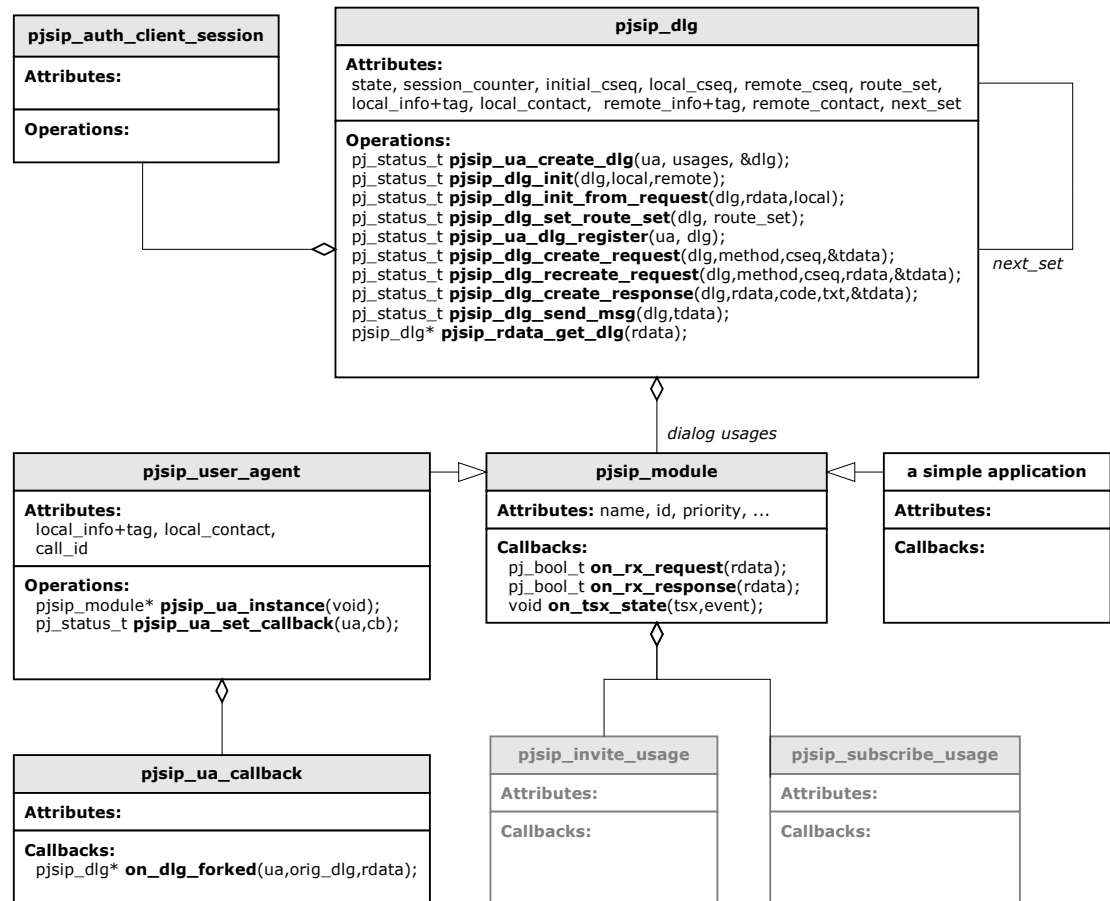 pjsip_auth_client_session
Attributes:
Operations:
pjsip_dlg
Attributes:
state, session_counter, initial_cseq, local_cseq, remote_cseq, route_set,
local_info+tag, local_contact, remote_info+tag, remote_contact, next_set
Operations:
pj_status_t pjsip_ua_create_dlg(ua, usages, &dlg);
pj_status_t pjsip_dlg_init(dlg,local,remote);
pj_status_t pjsip_dlg_init_from_request(dlg,rdata,local);
pj_status_t pjsip_dlg_set_route_set(dlg, route_set);
pj_status_t pjsip_ua_dlg_register(ua, dlg);
pj_status_t pjsip_dlg_create_request(dlg,method,cseq,&tdata);
pj_status_t pjsip_dlg_recreate_request(dlg,method,cseq,rdata,&tdata);
pj_status_t pjsip_dlg_create_response(dlg,rdata,code,txt,&tdata);
pj_status_t pjsip_dlg_send_msg(dlg,tdata);
pjsip_dlg* pjsip_rdata_get_dlg(rdata);
next_set
dialog usages
pjsip_user_agent
Attributes:
local_info+tag, local_contact,
call_id
Operations:
pjsip_module* pjsip_ua_instance(void);
pj_status_t pjsip_ua_set_callback(ua,cb);
pjsip_module
Attributes: name, id, priority, ...
Callbacks:
pj_bool_t on_rx_request(rdata);
pj_bool_t on_rx_response(rdata);
void on_tsx_state(tsx,event);
a simple application
Attributes:
Callbacks:
pjsip_ua_callback
Attributes:
Callbacks:
pjsip_dlg* on_dlg_forked(ua,orig_dlg,rdata);
pjsip_invite_usage
Attributes:
Callbacks:
pjsip_subscribe_usage
Attributes:
Callbacks: